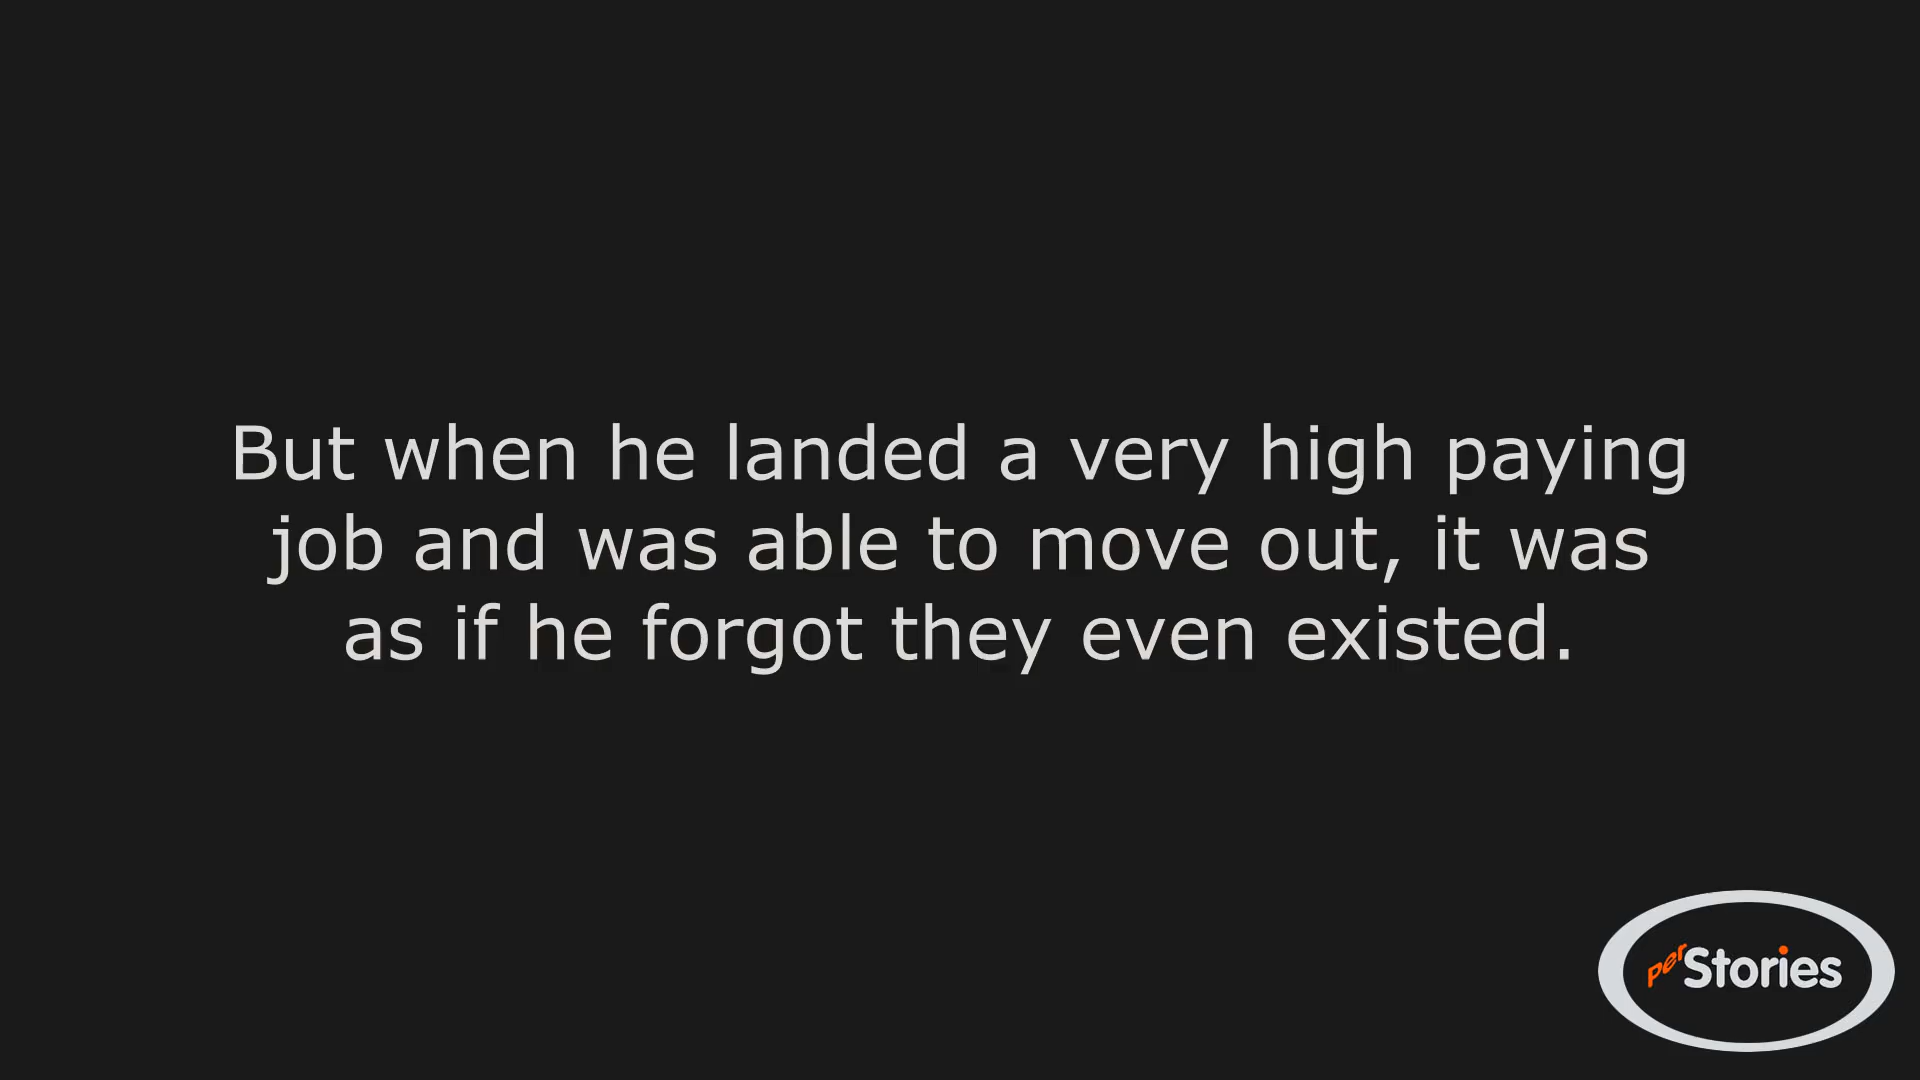 But when he landed a very high paying
job and was able to move out, it was
as if he forgot they even existed.
perStories